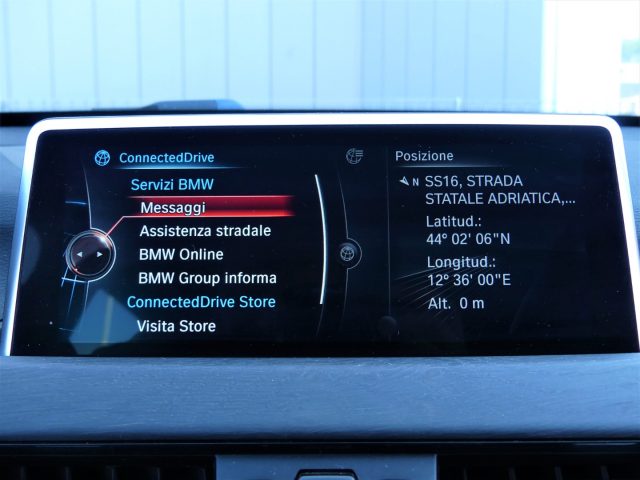 ConnectedDrive
Servizi BMW
Messaggi
Assistenza stradale
BMW Online
BMW Group informa
ConnectedDrive Store
Visita Store
Posizione
N SS16, STRADA
STATALE ADRIATICA,...
Latitud.:
44° 02' 06"N
Longitud.:
12° 36' 00"E
Alt. 0 m